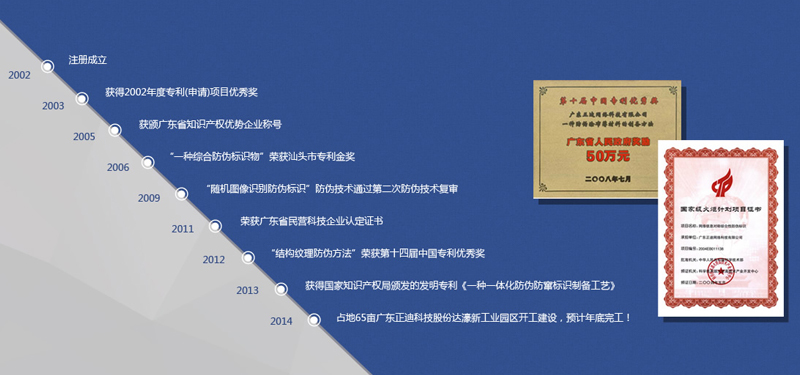 2002
注册成立
2003
获得2002年度专利(申请)项目优秀奖
2005
获颁广东省知识产权优势企业称号
2006
“一种综合防伪标识物”荣获汕头市专利金奖
2009
“随机图像识别防伪标识”防伪技术通过第二次防伪技术复审
2011
荣获广东省民营科技企业认定证书
2012
“结构纹理防伪方法”荣获第十四届中国专利优秀奖
2013
获得国家知识产权局颁发的发明专利《一种一体化防伪防窜标识制备工艺》
2014
占地65亩广东正迪科技股份达濠新工业园区开工建设，预计年底完工！
第十届中国专利优秀奖
广东正迪网络科技有限公司
广东省人民政府奖励
50万元
二〇〇八年七月
国家级火炬计划项目证书